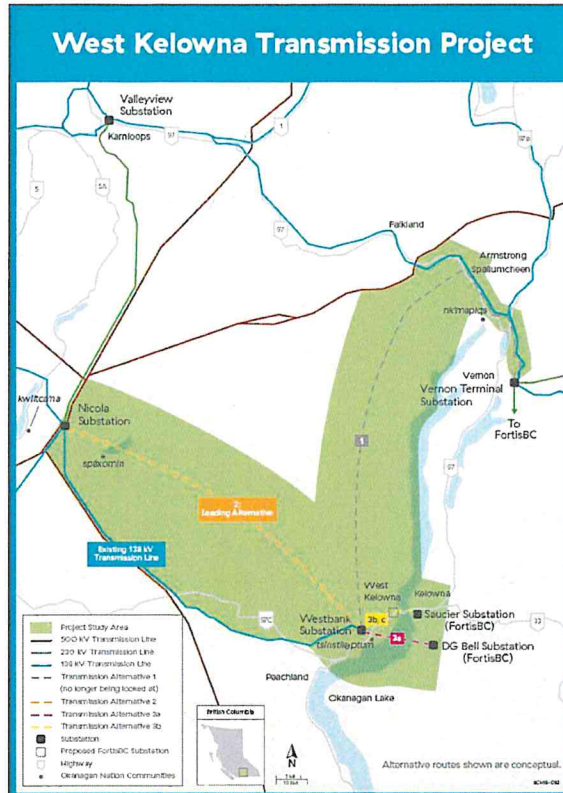 West Kelowna Transmission Project
Valleyview
Substation
Kamloops
97
1
97B
5
5A
97
Falkland
Armstrong
Spallumcheen
nkmaplqs
Vernon
Vernon Terminal
Substation
To
FortisBC
Nicola
Substation
spaxomin
1
97
2:
Leading Alternative
Existing 138 kV
Transmission Line
West
Kelowna
Kelowna
3b, c
Saucier Substation
(FortisBC)
33
Westbank
Substation
97C
3a
DG Bell Substation
(FortisBC)
Peachland
Okanagan Lake
Project Study Area
500 kV Transmission Line
230 kV Transmission Line
138 kV Transmission Line
Transmission Alternative 1
(no longer being looked at)
Transmission Alternative 2
Transmission Alternative 3a
Transmission Alternative 3b
Substation
Proposed FortisBC Substation
Highway
Okanagan Nation Communities
British Columbia
N
Alternative routes shown are conceptual.